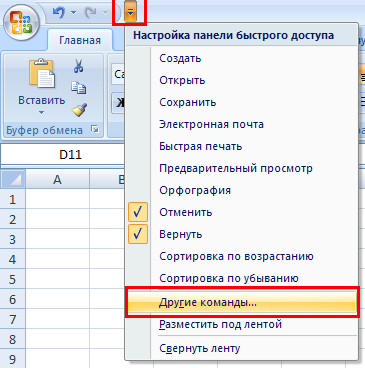 Настройка панели быстрого доступа
Главная
Создать
Открыть
Сохранить
Вставить
Ж
Электронная почта
Быстрая печать
Буфер обмена
Предварительный просмотр
D11
Орфография
A
Отменить
1
2
Вернуть
3
Сортировка по возрастанию
4
Сортировка по убыванию
5
Другие команды...
6
Разместить под лентой
7
Свернуть ленту
8
9